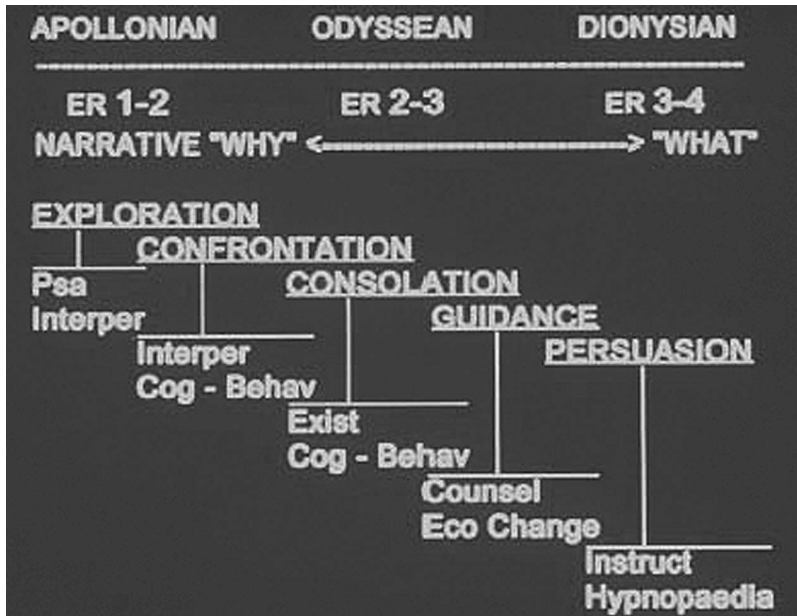 APOLLONIAN ODYSSEAN DIONYSIAN
ER 1-2 ER 2-3 ER 3-4
NARRATIVE "WHY" <----------------> "WHAT"
EXPLORATION
CONFRONTATION
Psa
CONSOLATION
Interper
GUIDANCE
Interper
PERSUASION
Cog - Behav
Exist
Cog - Behav
Counsel
Eco Change
Instruct
Hypnopaedia